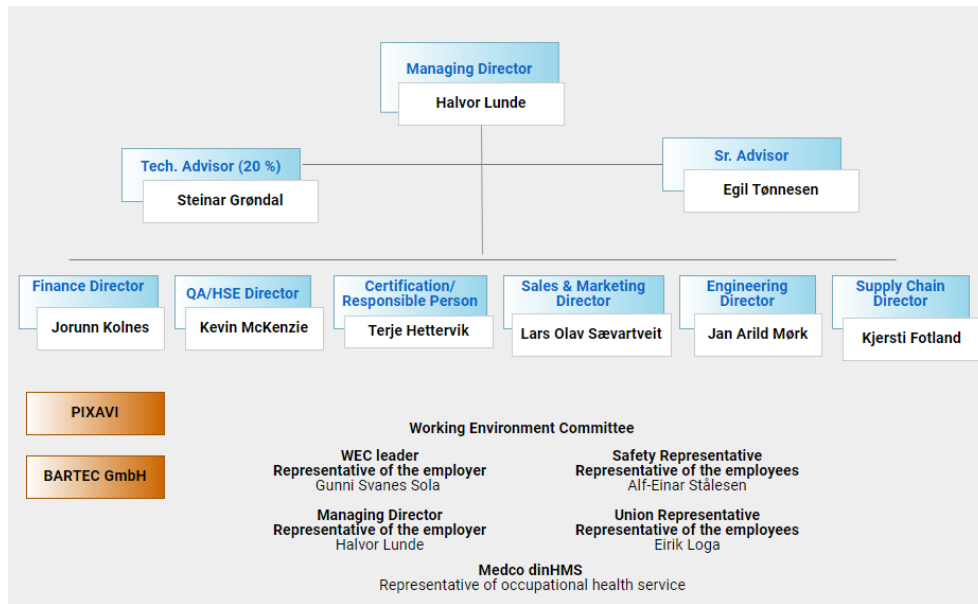 Managing Director
Halvor Lunde
Tech. Advisor (20 %)
Steinar Grøndal
Sr. Advisor
Egil Tønnesen
Finance Director
Jorunn Kolnes
QA/HSE Director
Kevin McKenzie
Certification/
Responsible Person
Terje Hettervik
Sales & Marketing
Director
Lars Olav Sævartveit
Engineering
Director
Jan Arild Mørk
Supply Chain
Director
Kjersti Fotland
PIXAVI
BARTEC GmbH
Working Environment Committee
WEC leader
Representative of the employer
Gunni Svanes Sola
Safety Representative
Representative of the employees
Alf-Einar Stålesen
Managing Director
Representative of the employer
Halvor Lunde
Union Representative
Representative of the employees
Eirik Loga
Medco dinHMS
Representative of occupational health service